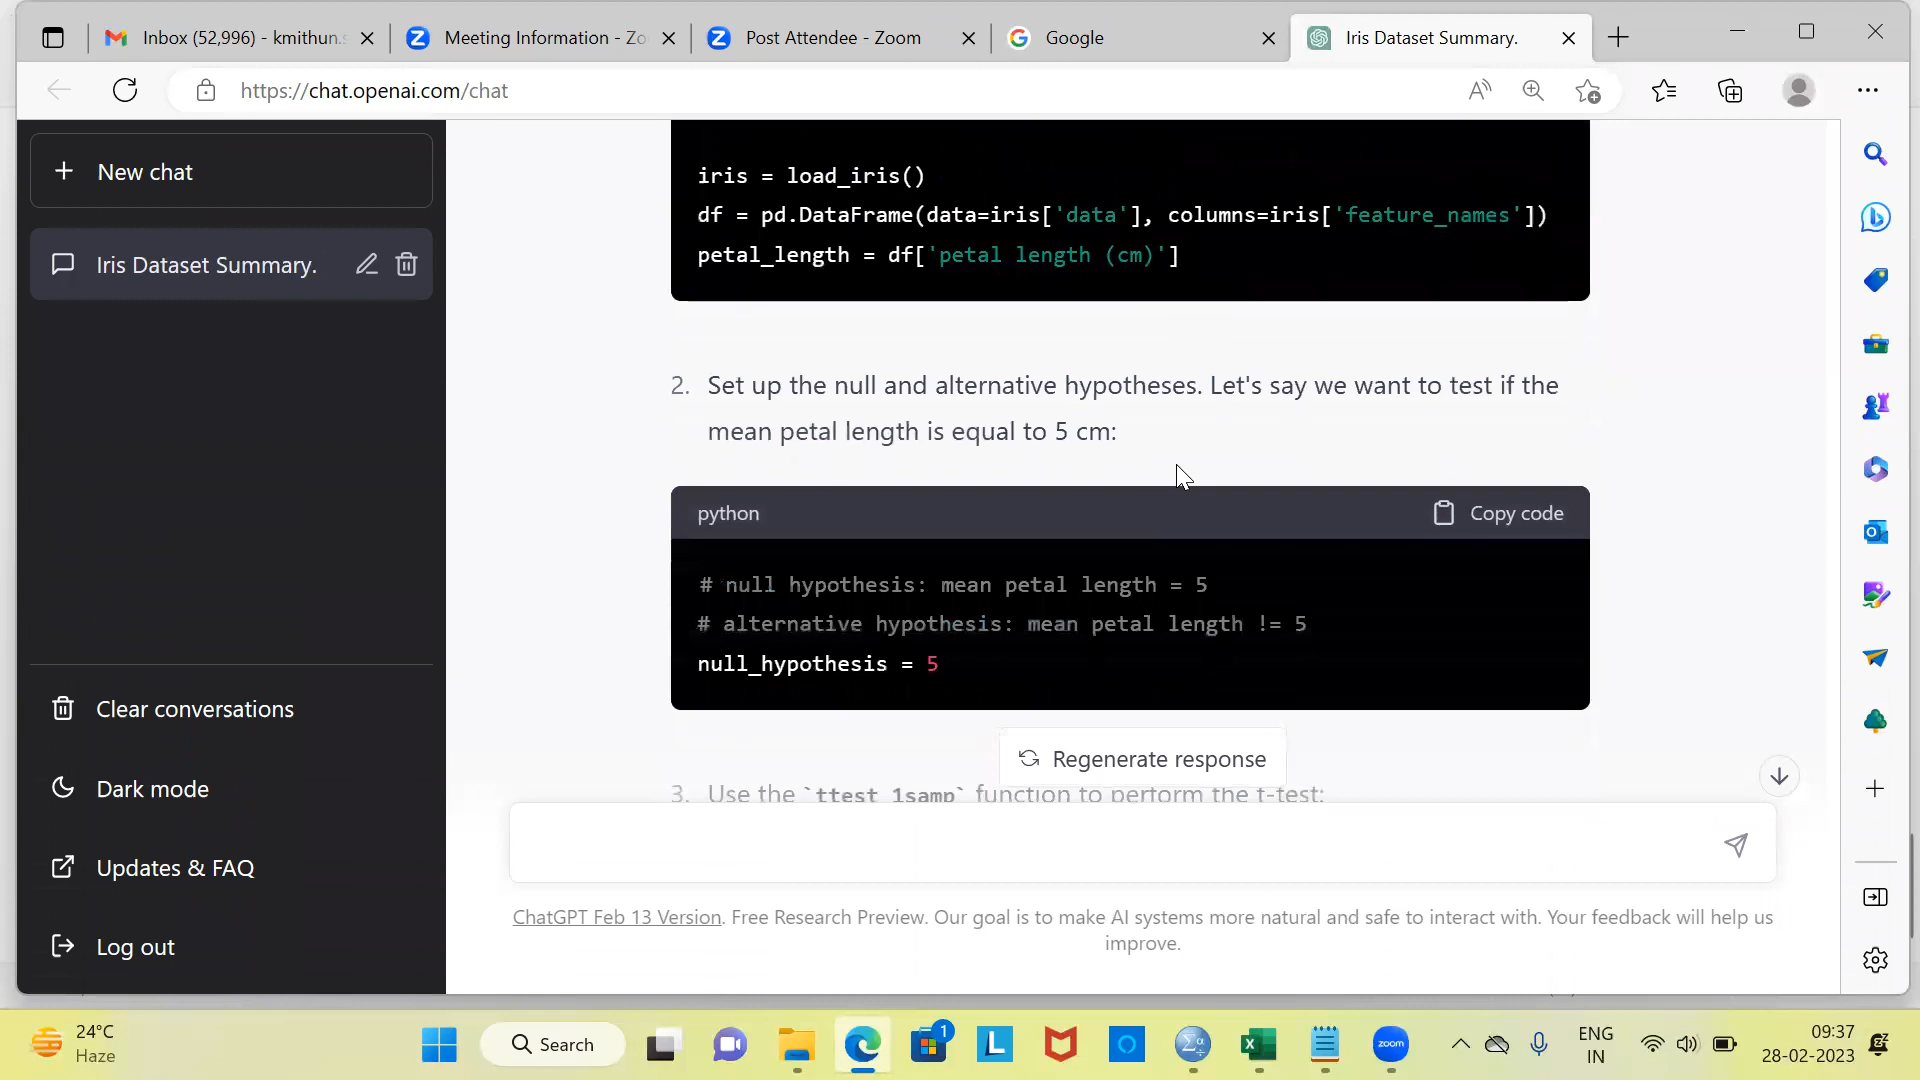 Inbox (52,996) - kmithun.s
Meeting Information - Zo
Post Attendee - Zoom
Google
Iris Dataset Summary.
https://chat.openai.com/chat
New chat
Iris Dataset Summary.
Clear conversations
Dark mode
Updates & FAQ
Log out
iris = load_iris()
df = pd.DataFrame(data=iris['data'], columns=iris['feature_names'])
petal_length = df['petal length (cm)']
2. Set up the null and alternative hypotheses. Let's say we want to test if the
mean petal length is equal to 5 cm:
python
Copy code
# null hypothesis: mean petal length = 5
# alternative hypothesis: mean petal length != 5
null_hypothesis = 5
Regenerate response
3. Use the `ttest_1samp` function to perform the t-test:
ChatGPT Feb 13 Version. Free Research Preview. Our goal is to make AI systems more natural and safe to interact with. Your feedback will help us
improve.
24°C
Haze
Search
1
L
zoom
ENG
IN
09:37
28-02-2023